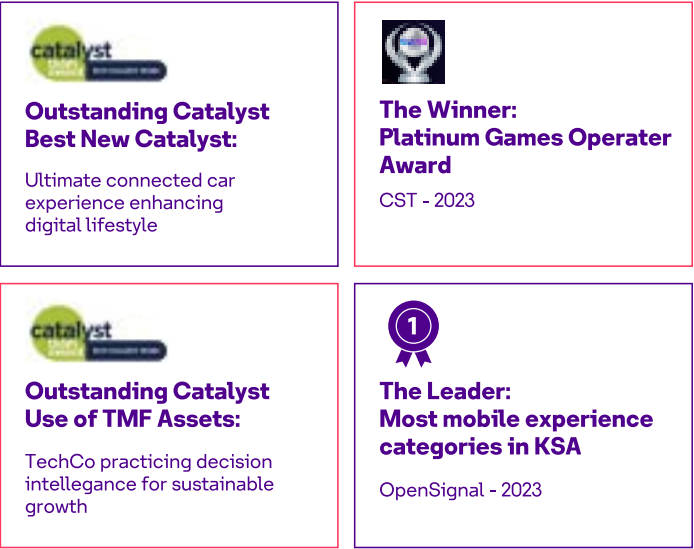 catalyst
Outstanding Catalyst
Best New Catalyst:
Ultimate connected car
experience enhancing
digital lifestyle
The Winner:
Platinum Games Operater
Award
CST - 2023
catalyst
Outstanding Catalyst
Use of TMF Assets:
TechCo practicing decision
intellegance for sustainable
growth
1
The Leader:
Most mobile experience
categories in KSA
OpenSignal - 2023